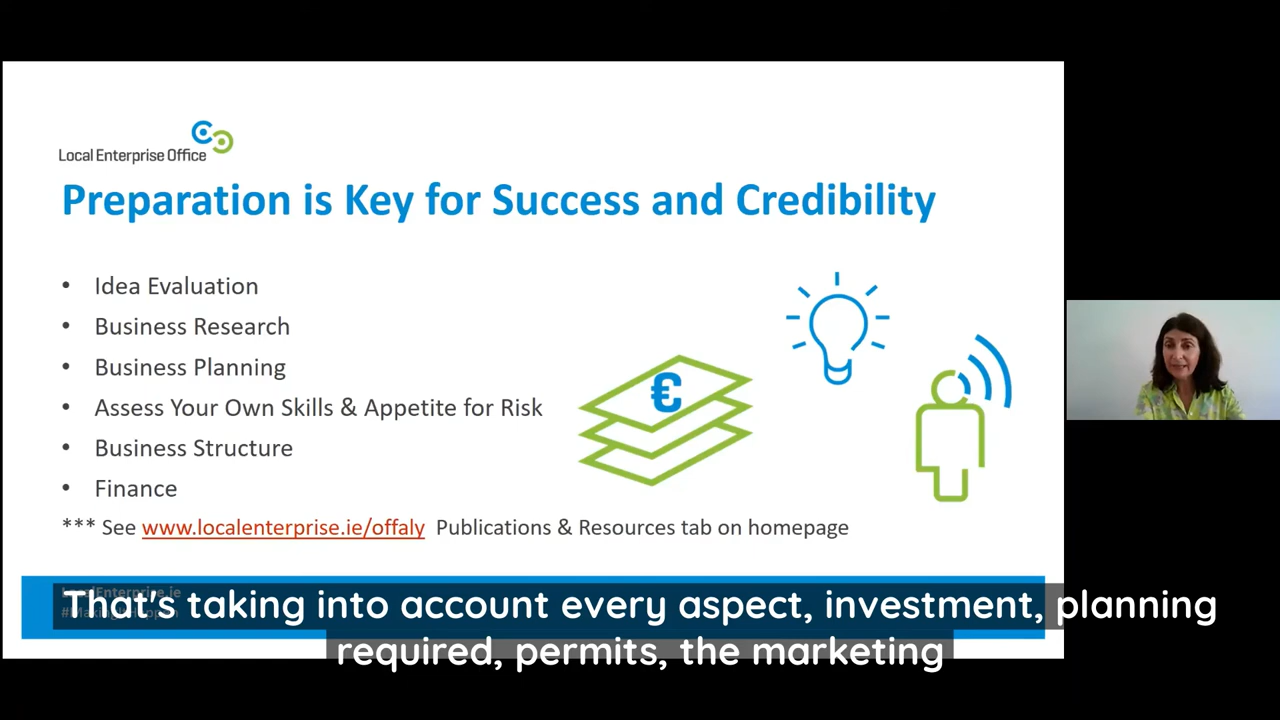 Local Enterprise Office
Preparation is Key for Success and Credibility
• Idea Evaluation
• Business Research
• Business Planning
• Assess Your Own Skills & Appetite for Risk
• Business Structure
• Finance
*** See www.localenterprise.ie/offaly Publications & Resources tab on homepage
€
LocalEnterprise.ie
That's taking into account every aspect, investment, planning
required, permits, the marketing